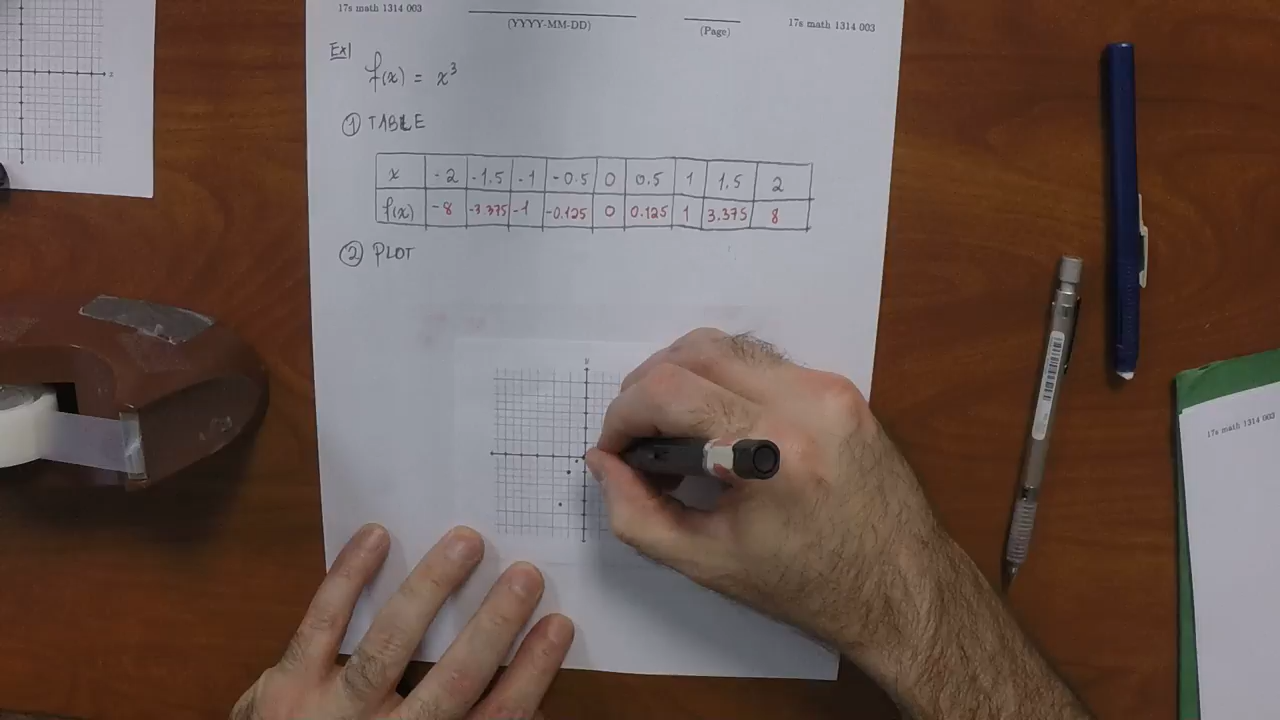 17s math 1314 003 (YYYY-MM-DD) (Page) 17s math 1314 003
Ex1
f(x) = x³
① TABLE
x -2 -1.5 -1 -0.5 0 0.5 1 1.5 2
f(x) -8 -3.375 -1 -0.125 0 0.125 1 3.375 8
② PLOT
y
x
17s math 1314 003